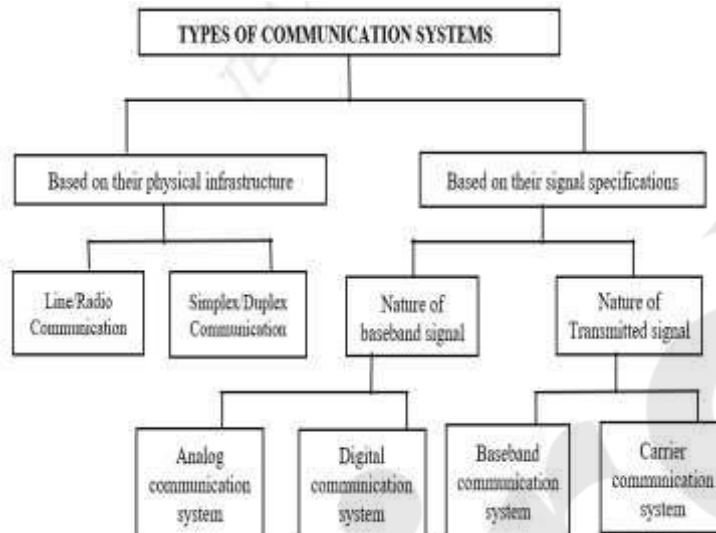 TYPES OF COMMUNICATION SYSTEMS
Based on their physical infrastructure
Based on their signal specifications
Line/Radio
Communication
Simplex/Duplex
Communication
Nature of
baseband signal
Nature of
Transmitted signal
Analog
communication
system
Digital
communication
system
Baseband
communication
system
Carrier
communication
system